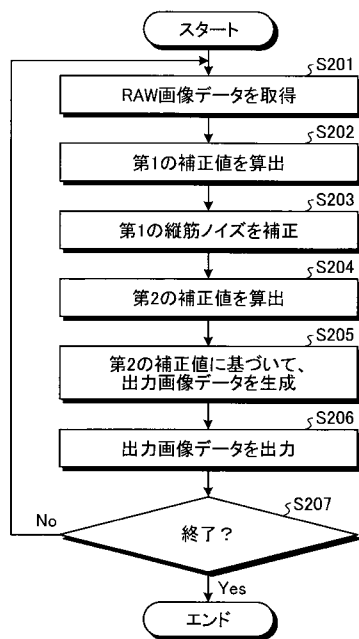 スタート
S201
RAW画像データを取得
S202
第1の補正値を算出
S203
第1の縦筋ノイズを補正
S204
第2の補正値を算出
S205
第2の補正値に基づいて、
出力画像データを生成
S206
出力画像データを出力
S207
No
終了？
Yes
エンド